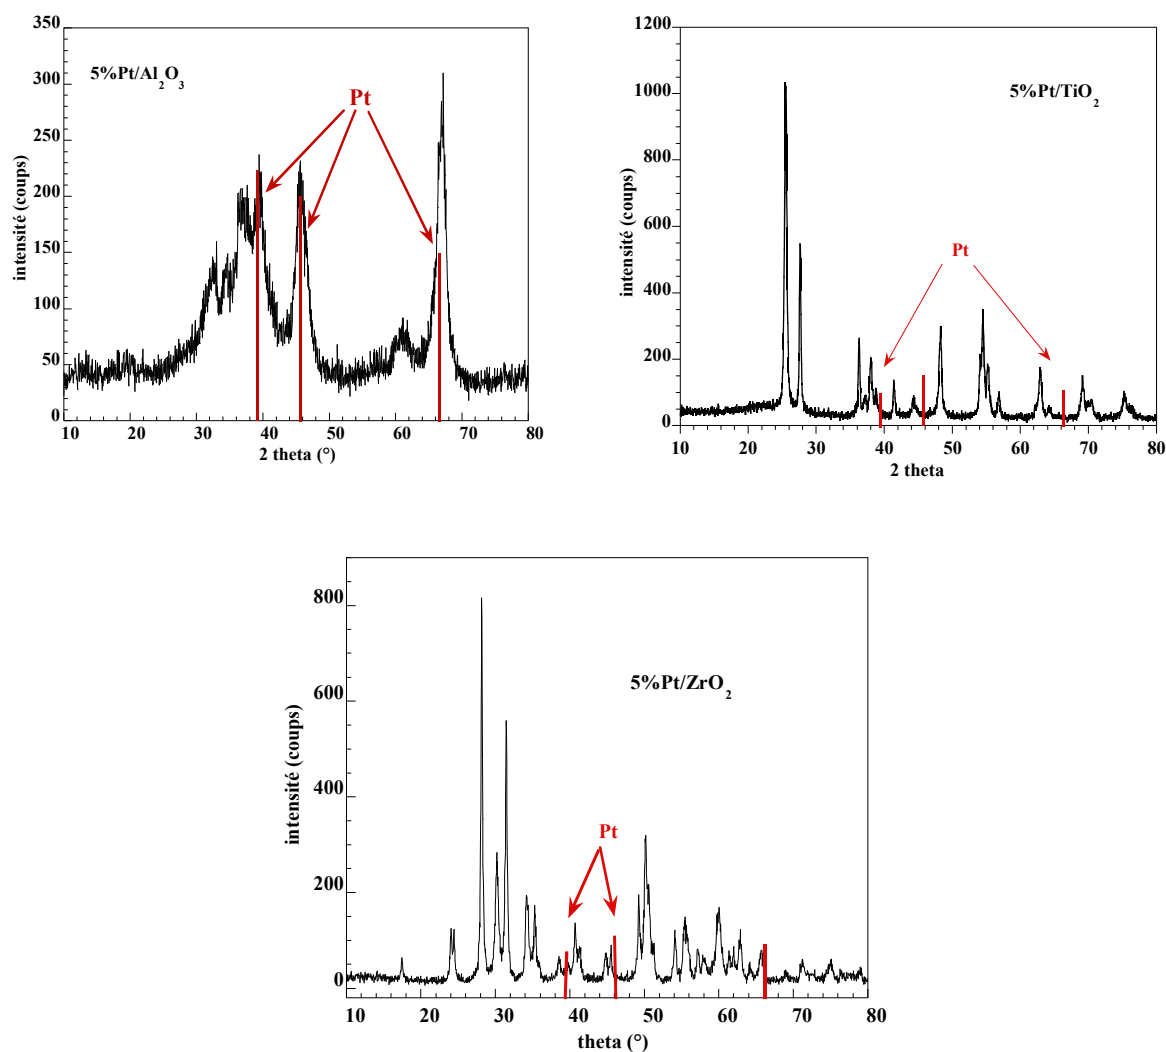 350
300
250
200
150
100
50
0
intensité (coups)
5%Pt/Al2O3
Pt
10 20 30 40 50 60 70 80
2 theta (°)
1200
1000
800
600
400
200
0
intensité (coups)
5%Pt/TiO2
Pt
10 20 30 40 50 60 70 80
2 theta
800
600
400
200
0
intensité (coups)
5%Pt/ZrO2
Pt
10 20 30 40 50 60 70 80
theta (°)